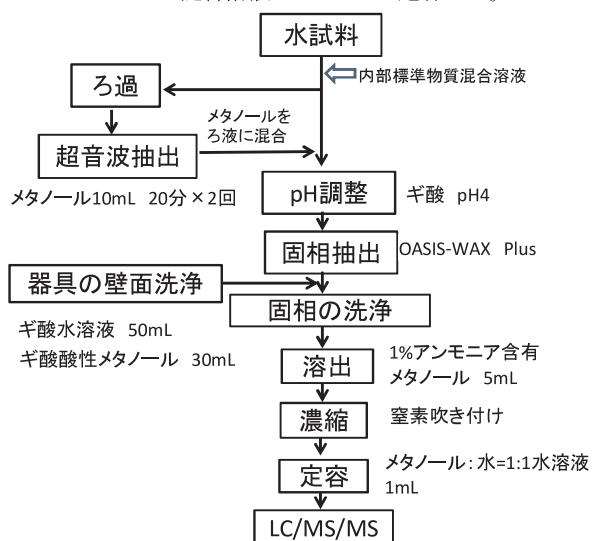 水試料
内部標準物質混合溶液
ろ過
メタノールを
ろ液に混合
超音波抽出
メタノール10mL 20分×2回
pH調整
ギ酸 pH4
固相抽出
OASIS-WAX Plus
器具の壁面洗浄
固相の洗浄
ギ酸水溶液 50mL
ギ酸酸性メタノール 30mL
溶出
1%アンモニア含有
メタノール 5mL
濃縮
窒素吹き付け
定容
メタノール:水=1:1水溶液
1mL
LC/MS/MS